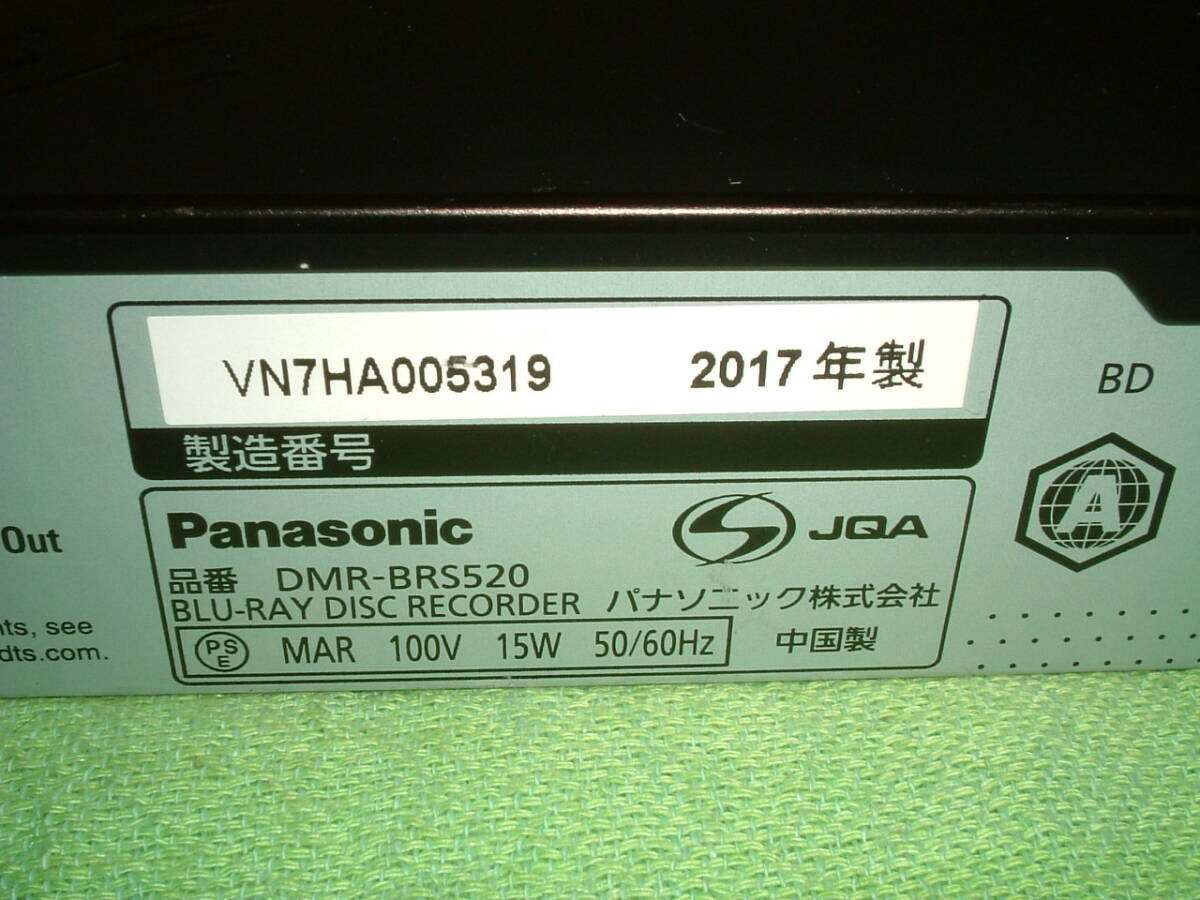 VN7HA005319 2017年製
製造番号
BD
A
Out
Panasonic
S JQA
品番 DMR-BRS520
BLU-RAY DISC RECORDER パナソニック株式会社
PSE MAR 100V 15W 50/60Hz 中国製
see
dts.com.